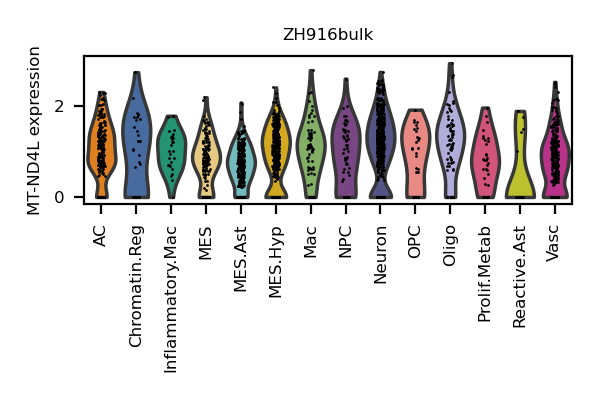 ZH916bulk
MT-ND4L expression
2
0
AC
Chromatin.Reg
Inflammatory.Mac
MES
MES.Ast
MES.Hyp
Mac
NPC
Neuron
OPC
Oligo
Prolif.Metab
Reactive.Ast
Vasc